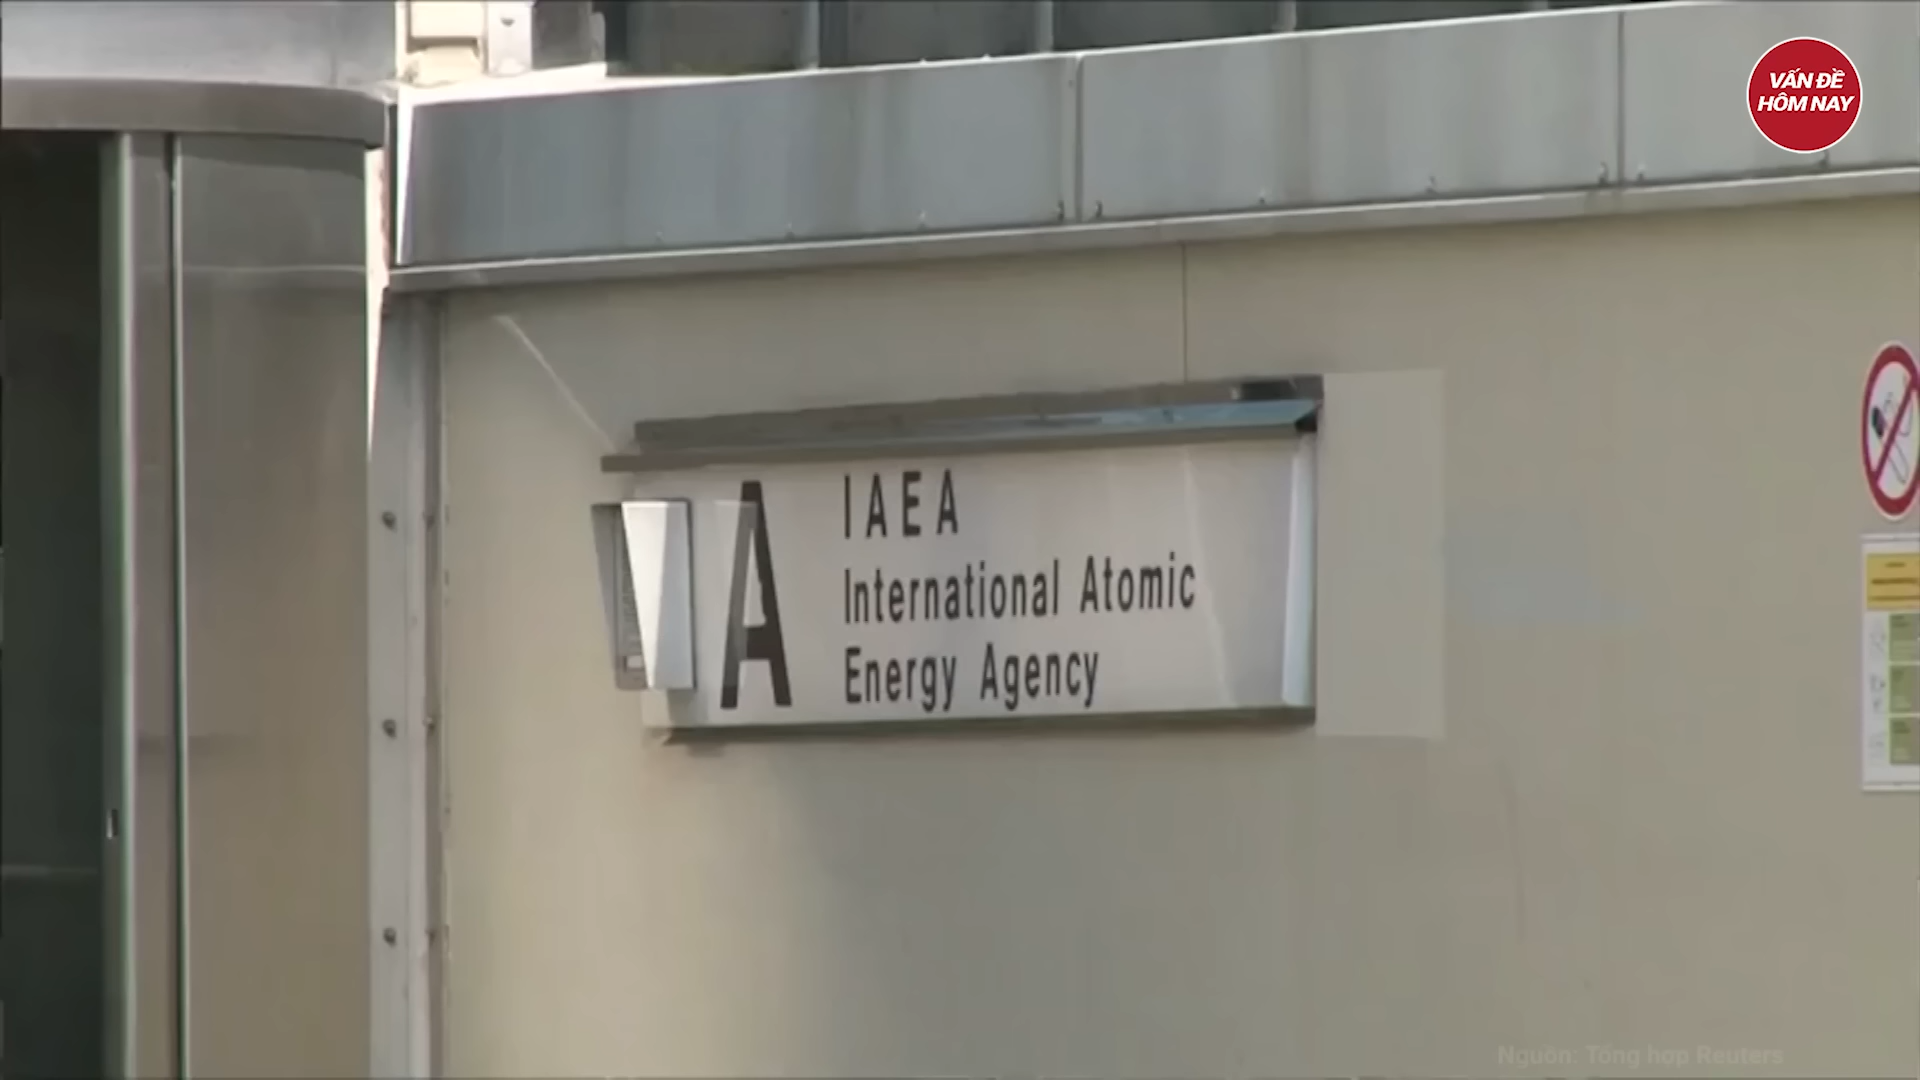 VẤN ĐỀ
HÔM NAY
A
IAEA
International Atomic
Energy Agency
Nguồn: Tổng hợp Reuters